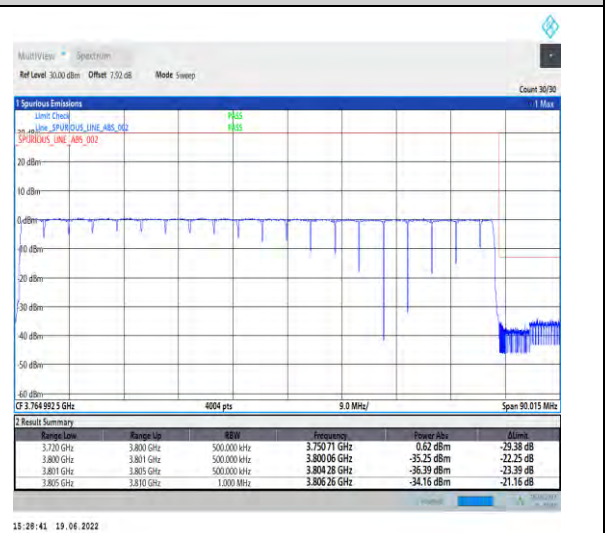 MultiView Spectrum
Ref Level 30.00 dBm Offset 7.92 dB Mode Sweep
Count 30/30
1 Spurious Emissions 1 Max
Limit Check PASS
Line _SPURIOUS_LINE_ABS_002 PASS
SPURIOUS_LINE_ABS_002
20 dBm
10 dBm
0 dBm
-10 dBm
-20 dBm
-30 dBm
-40 dBm
-50 dBm
-60 dBm
CF 3.764 992 5 GHz 4004 pts 9.0 MHz/ Span 90.015 MHz
2 Result Summary
Range Low Range Up RBW Frequency Power Abs ΔLimit
3.720 GHz 3.800 GHz 500.000 kHz 3.750 71 GHz 0.62 dBm -29.38 dB
3.800 GHz 3.801 GHz 500.000 kHz 3.800 06 GHz -35.25 dBm -22.25 dB
3.801 GHz 3.805 GHz 500.000 kHz 3.804 28 GHz -36.39 dBm -23.39 dB
3.805 GHz 3.810 GHz 1.000 MHz 3.806 26 GHz -34.16 dBm -21.16 dB
15:28:41 19.06.2022